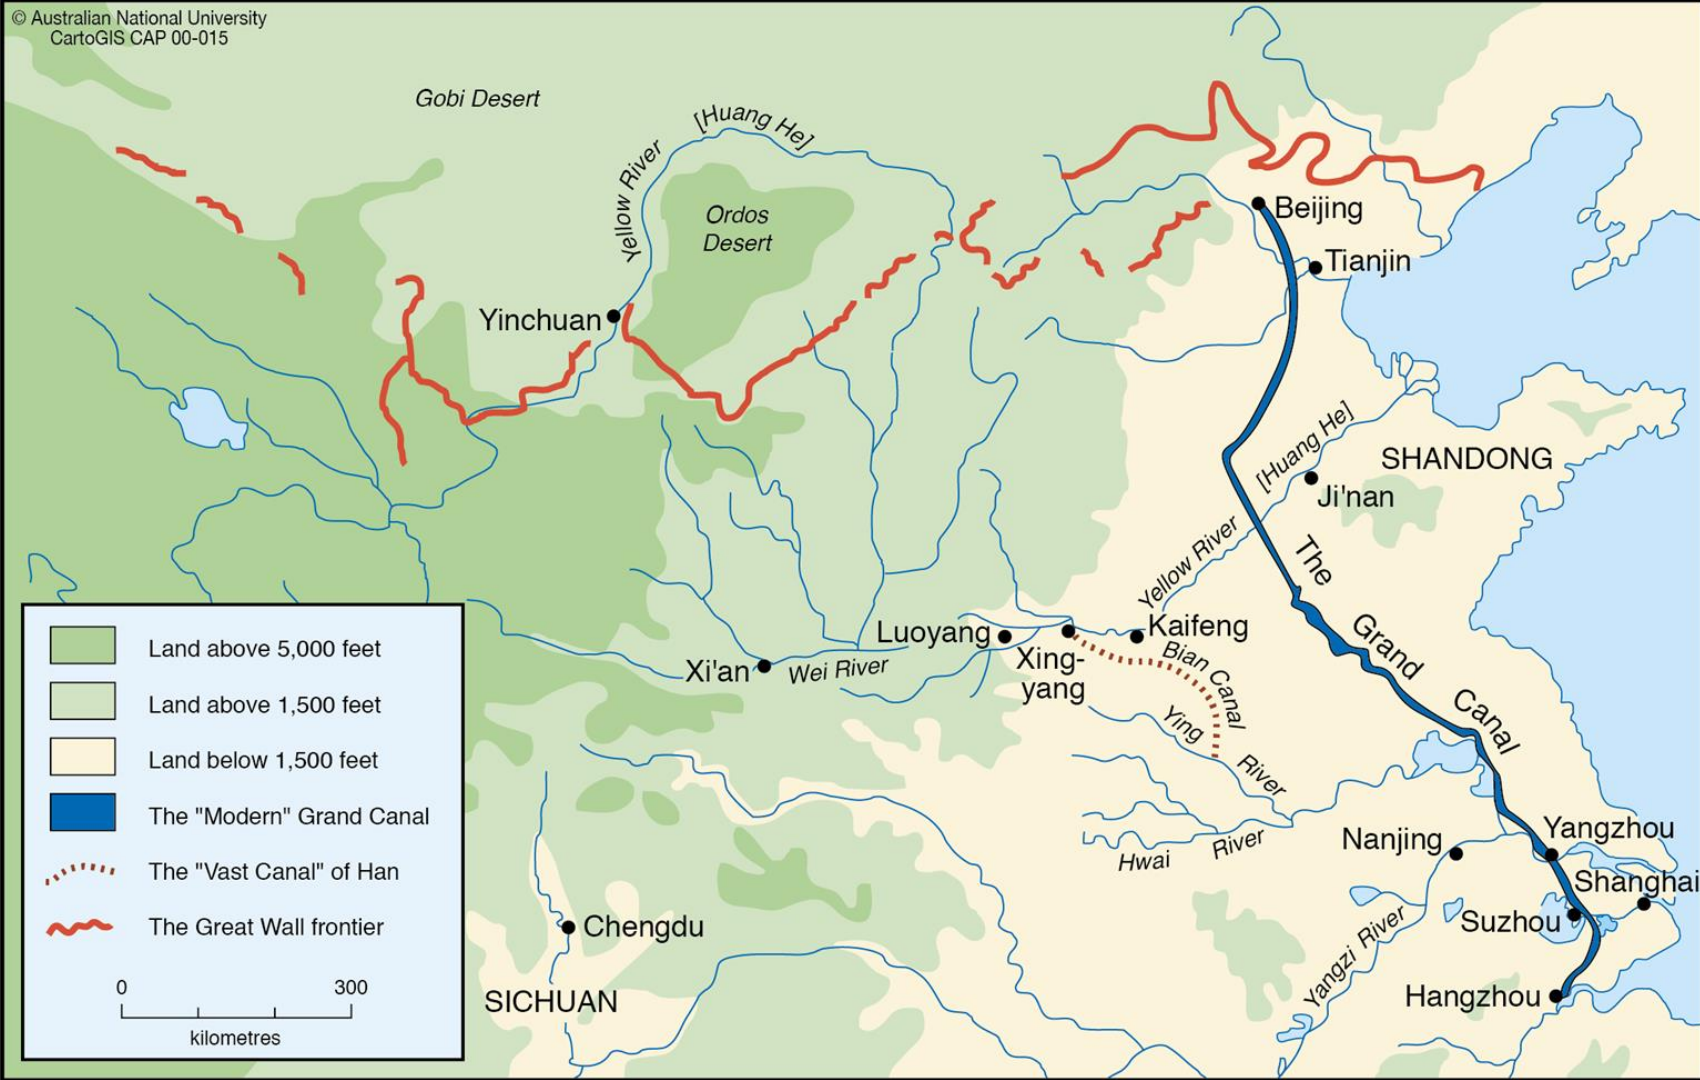 © Australian National University
CartoGIS CAP 00-015
Gobi Desert
[Huang He]
Yellow River
Ordos
Desert
Beijing
Tianjin
Yinchuan
[Huang He]
SHANDONG
Ji'nan
Yellow River
The
Grand
Canal
Luoyang
Kaifeng
Xing-
yang
Bian Canal
Xi'an
Wei River
Ying
River
Hwai
River
Nanjing
Yangzhou
Shanghai
Suzhou
Yangzi River
Hangzhou
Chengdu
SICHUAN
Land above 5,000 feet
Land above 1,500 feet
Land below 1,500 feet
The "Modern" Grand Canal
The "Vast Canal" of Han
The Great Wall frontier
0 300
kilometres